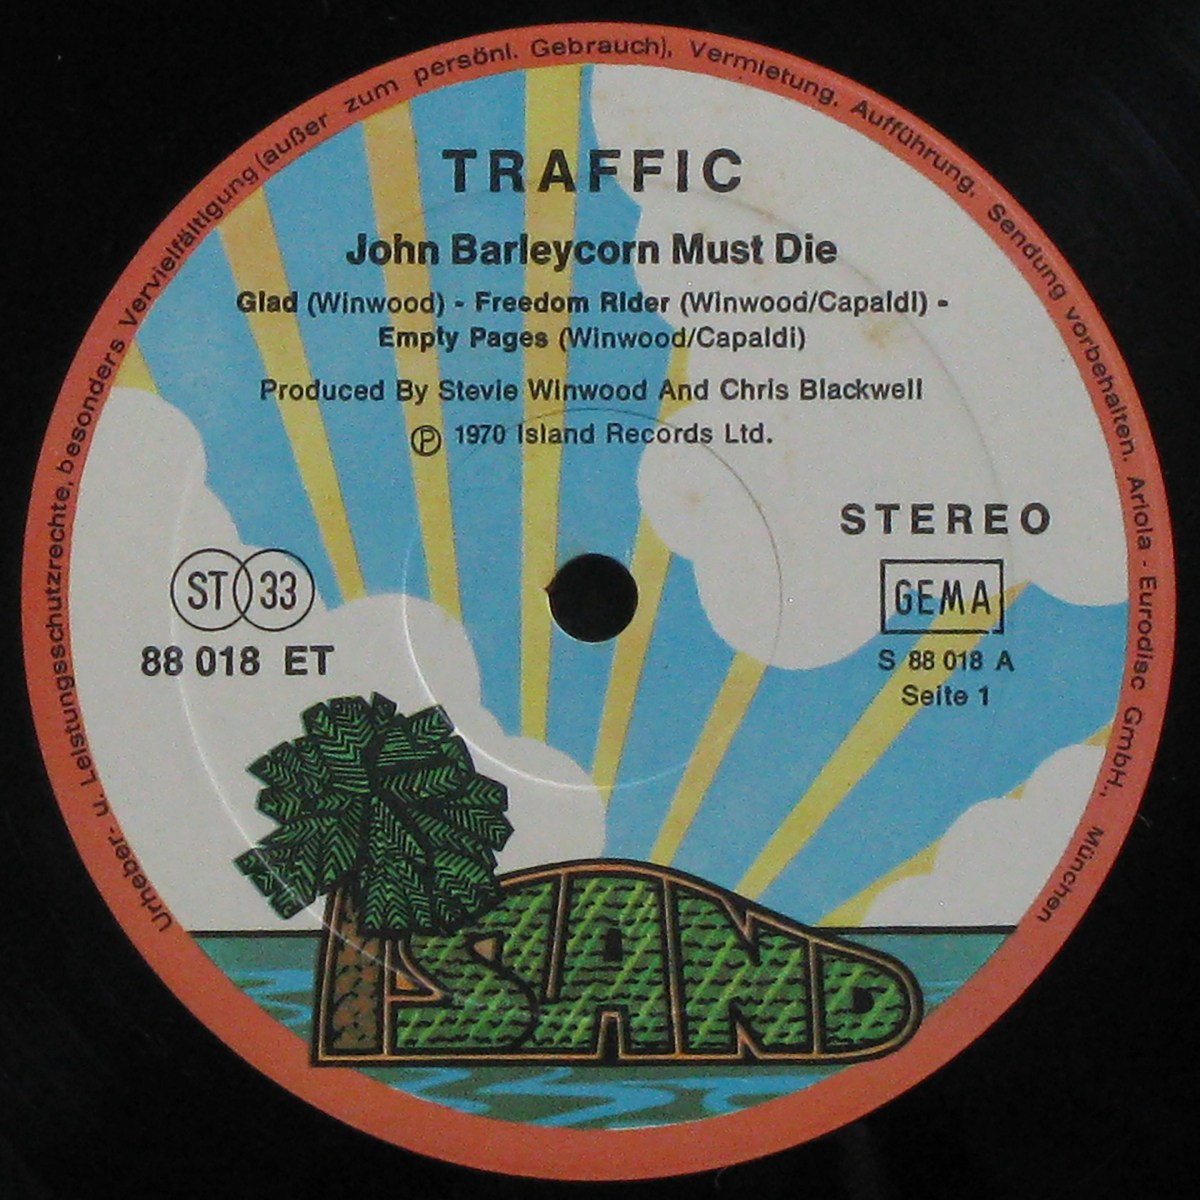 Urheber- u. Leistungsschutzrechte, besonders Vervielfältigung (außer zum persönl. Gebrauch), Vermietung, Aufführung, Sendung vorbehalten. Ariola - Eurodisc GmbH., München
TRAFFIC
John Barleycorn Must Die
Glad (Winwood) - Freedom Rider (Winwood/Capaldi) -
Empty Pages (Winwood/Capaldi)
Produced By Stevie Winwood And Chris Blackwell
℗ 1970 Island Records Ltd.
STEREO
ST 33
GEMA
88 018 ET
S 88 018 A
Seite 1
ISLAND